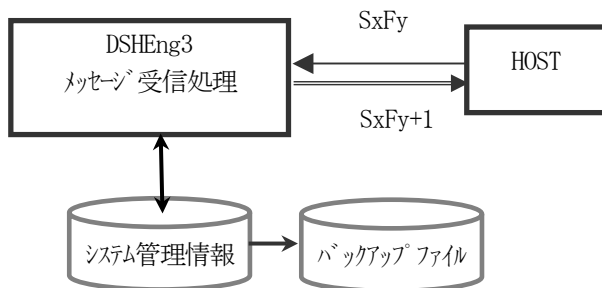 SxFy
DSHEng3
メッセージ受信処理
HOST
SxFy+1
システム管理情報
バックアップファイル